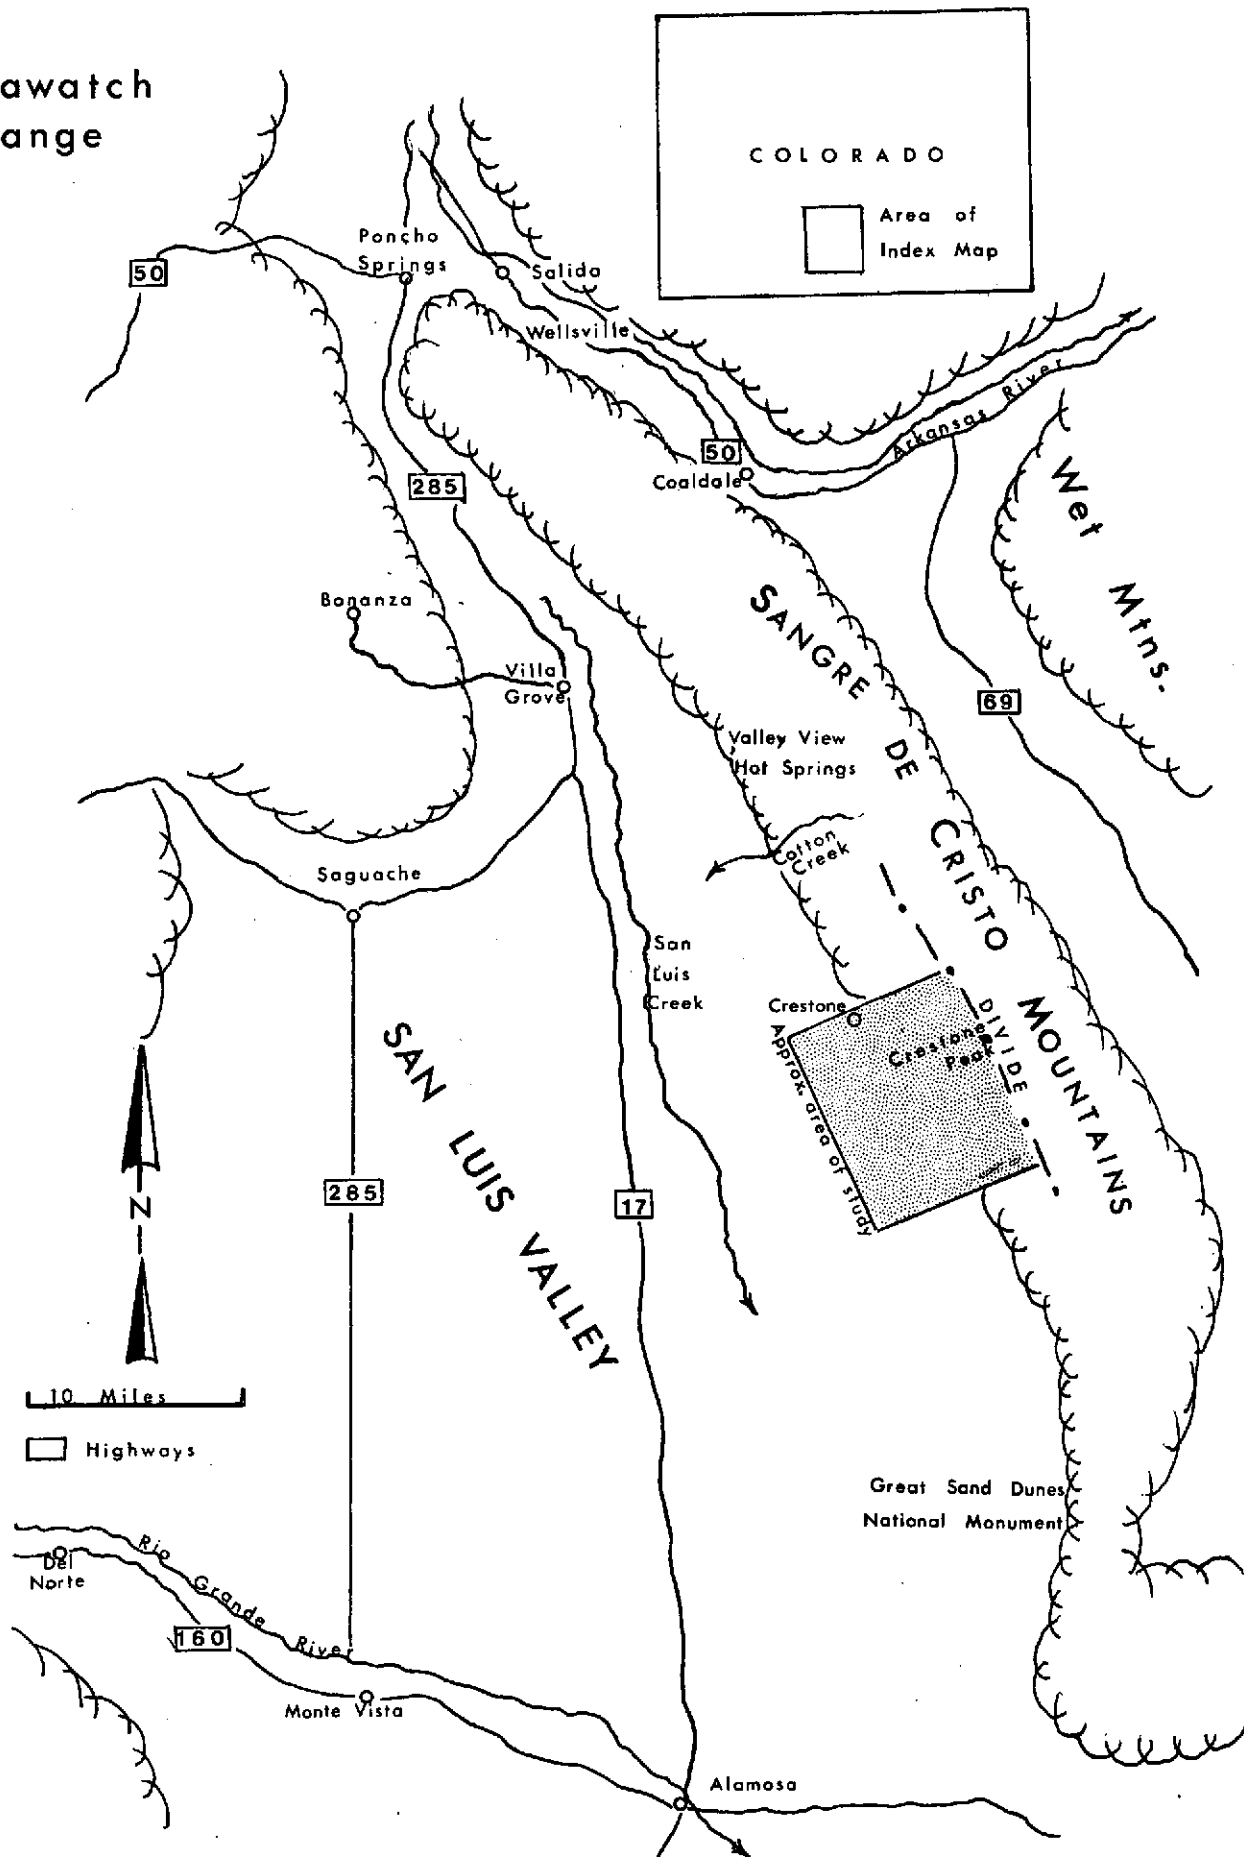 awatch
ange
COLORADO
Area of
Index Map
Poncho
Springs
50
Salida
Wellsville
Arkansas River
50
Coaldale
285
Wet Mtns.
Bonanza
Villa
Grove
SANGRE DE CRISTO MOUNTAINS
69
Valley View
Hot Springs
Cotton
Creek
Saguache
San
Luis
Creek
Crestone
Crestone
Peak
DIVIDE
Approx. area of study
SAN LUIS VALLEY
N
285
17
10 Miles
Highways
Great Sand Dunes
National Monument
Del
Norte
Rio Grande River
160
Monte Vista
Alamosa